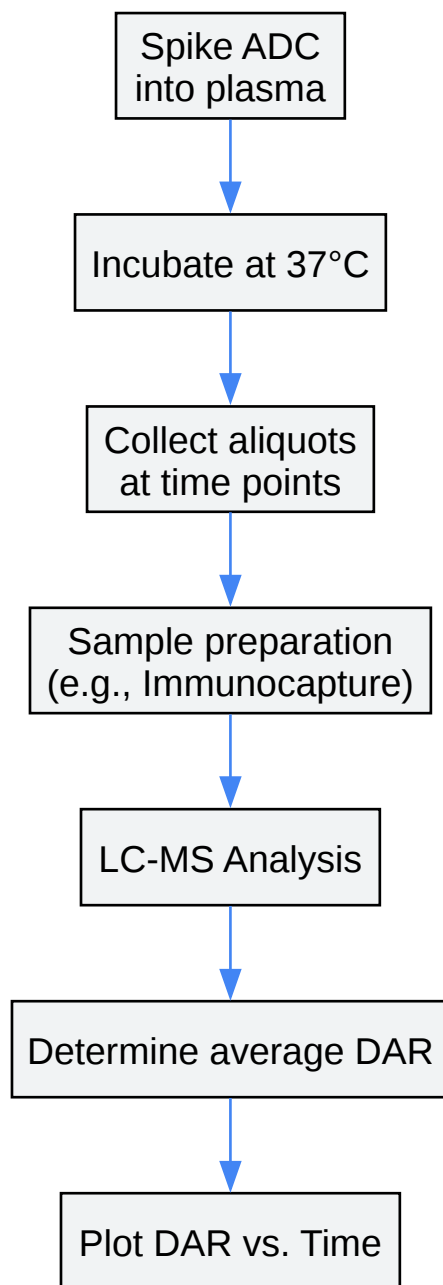 Spike ADC
into plasma
Incubate at 37°C
Collect aliquots
at time points
Sample preparation
(e.g., Immunocapture)
LC-MS Analysis
Determine average DAR
Plot DAR vs. Time